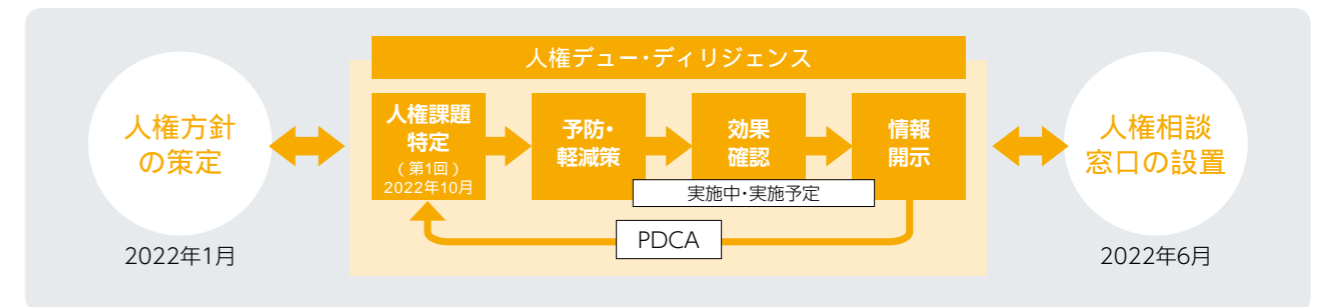 人権デュー・ディリジェンス
人権方針
の策定
2022年1月
人権課題
特定
(第1回)
2022年10月
予防・
軽減策
効果
確認
情報
開示
実施中・実施予定
PDCA
人権相談
窓口の設置
2022年6月